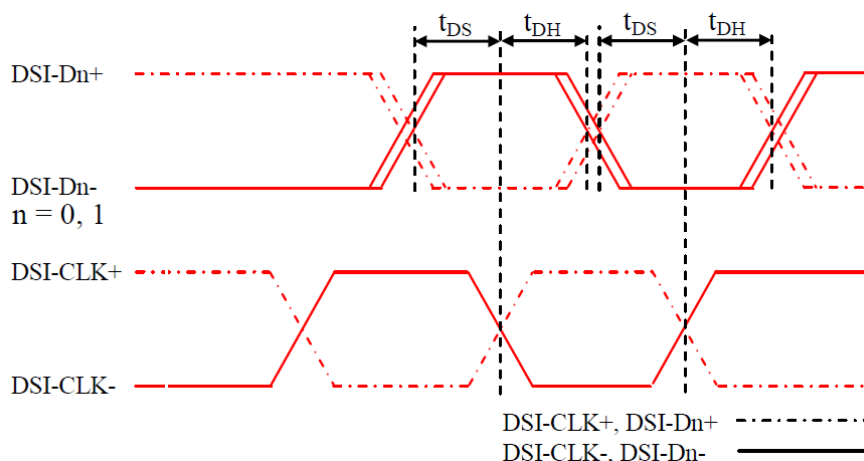 tDS tDH tDS tDH
DSI-Dn+
DSI-Dn-
n = 0, 1
DSI-CLK+
DSI-CLK-
DSI-CLK+, DSI-Dn+
DSI-CLK-, DSI-Dn-